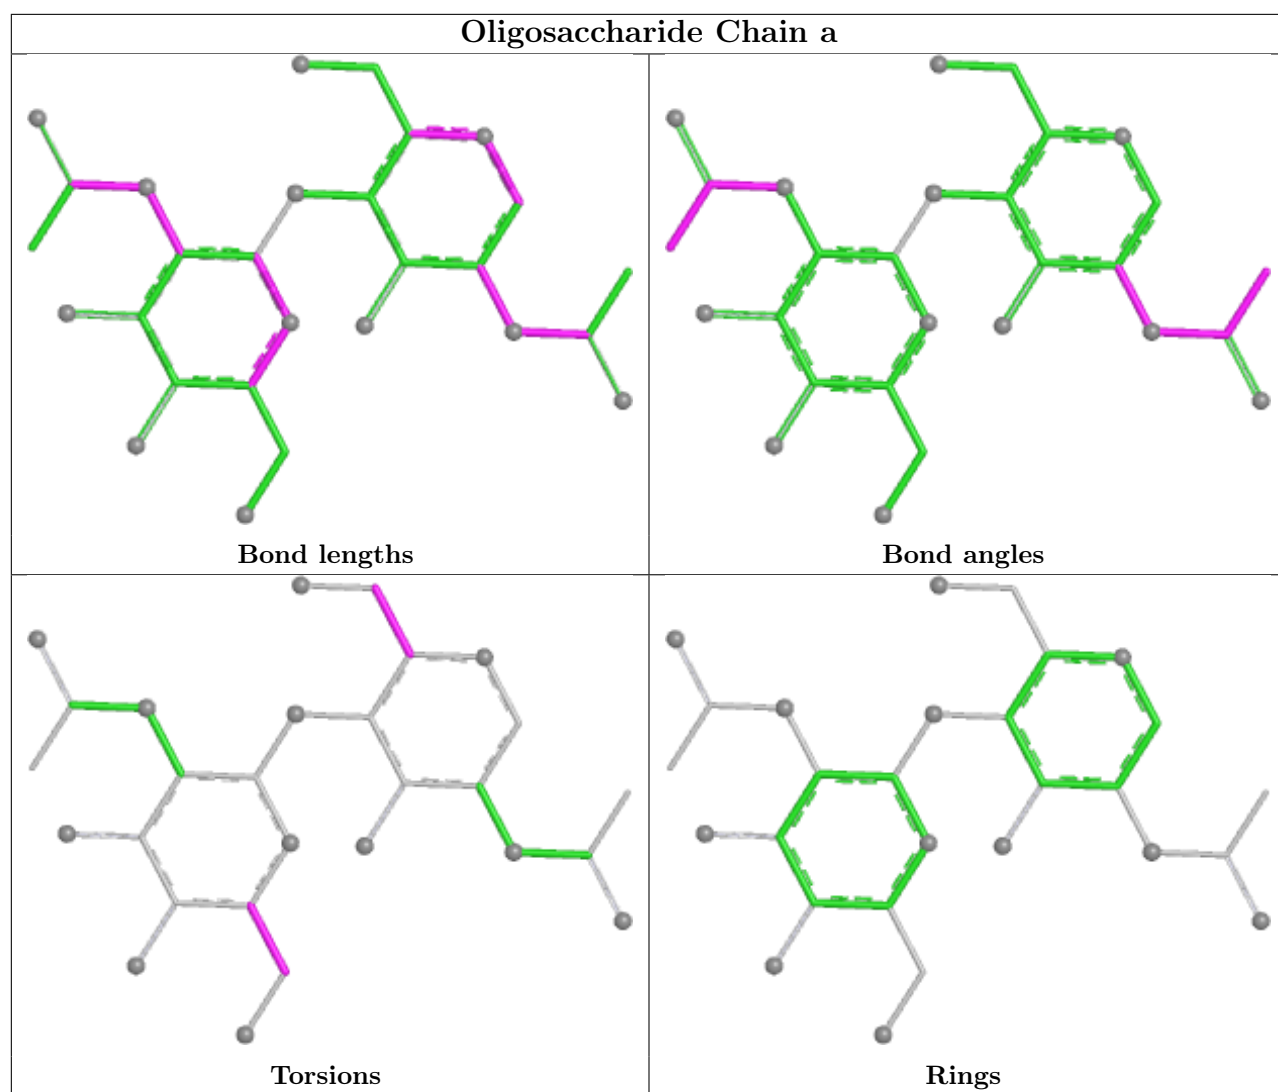 Oligosaccharide Chain a
Bond lengths
Bond angles
Torsions
Rings